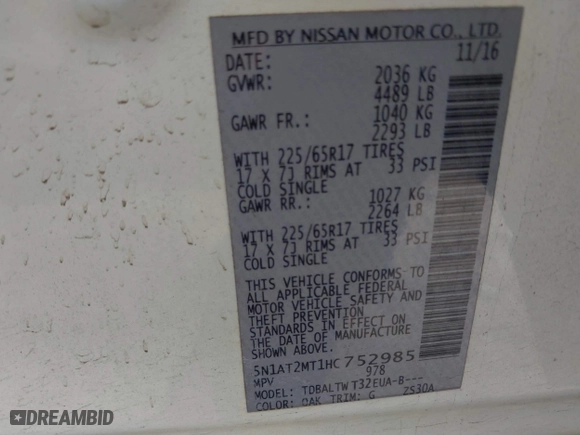 MFD BY NISSAN MOTOR CO., LTD.
DATE: 11/16
GVWR: 2036 KG
4489 LB
GAWR FR.: 1040 KG
2293 LB
WITH 225/65R17 TIRES
17 X 7J RIMS AT 33 PSI
COLD SINGLE
GAWR RR.: 1027 KG
2264 LB
WITH 225/65R17 TIRES
17 X 7J RIMS AT 33 PSI
COLD SINGLE
THIS VEHICLE CONFORMS TO
ALL APPLICABLE FEDERAL
MOTOR VEHICLE SAFETY AND
THEFT PREVENTION
STANDARDS IN EFFECT ON
THE DATE OF MANUFACTURE
5N1AT2MT1HC752985
MPV 978
MODEL: TDBALTW T32EUA-B---
COLOR: QAK TRIM: G 2S30A
DREAMBID